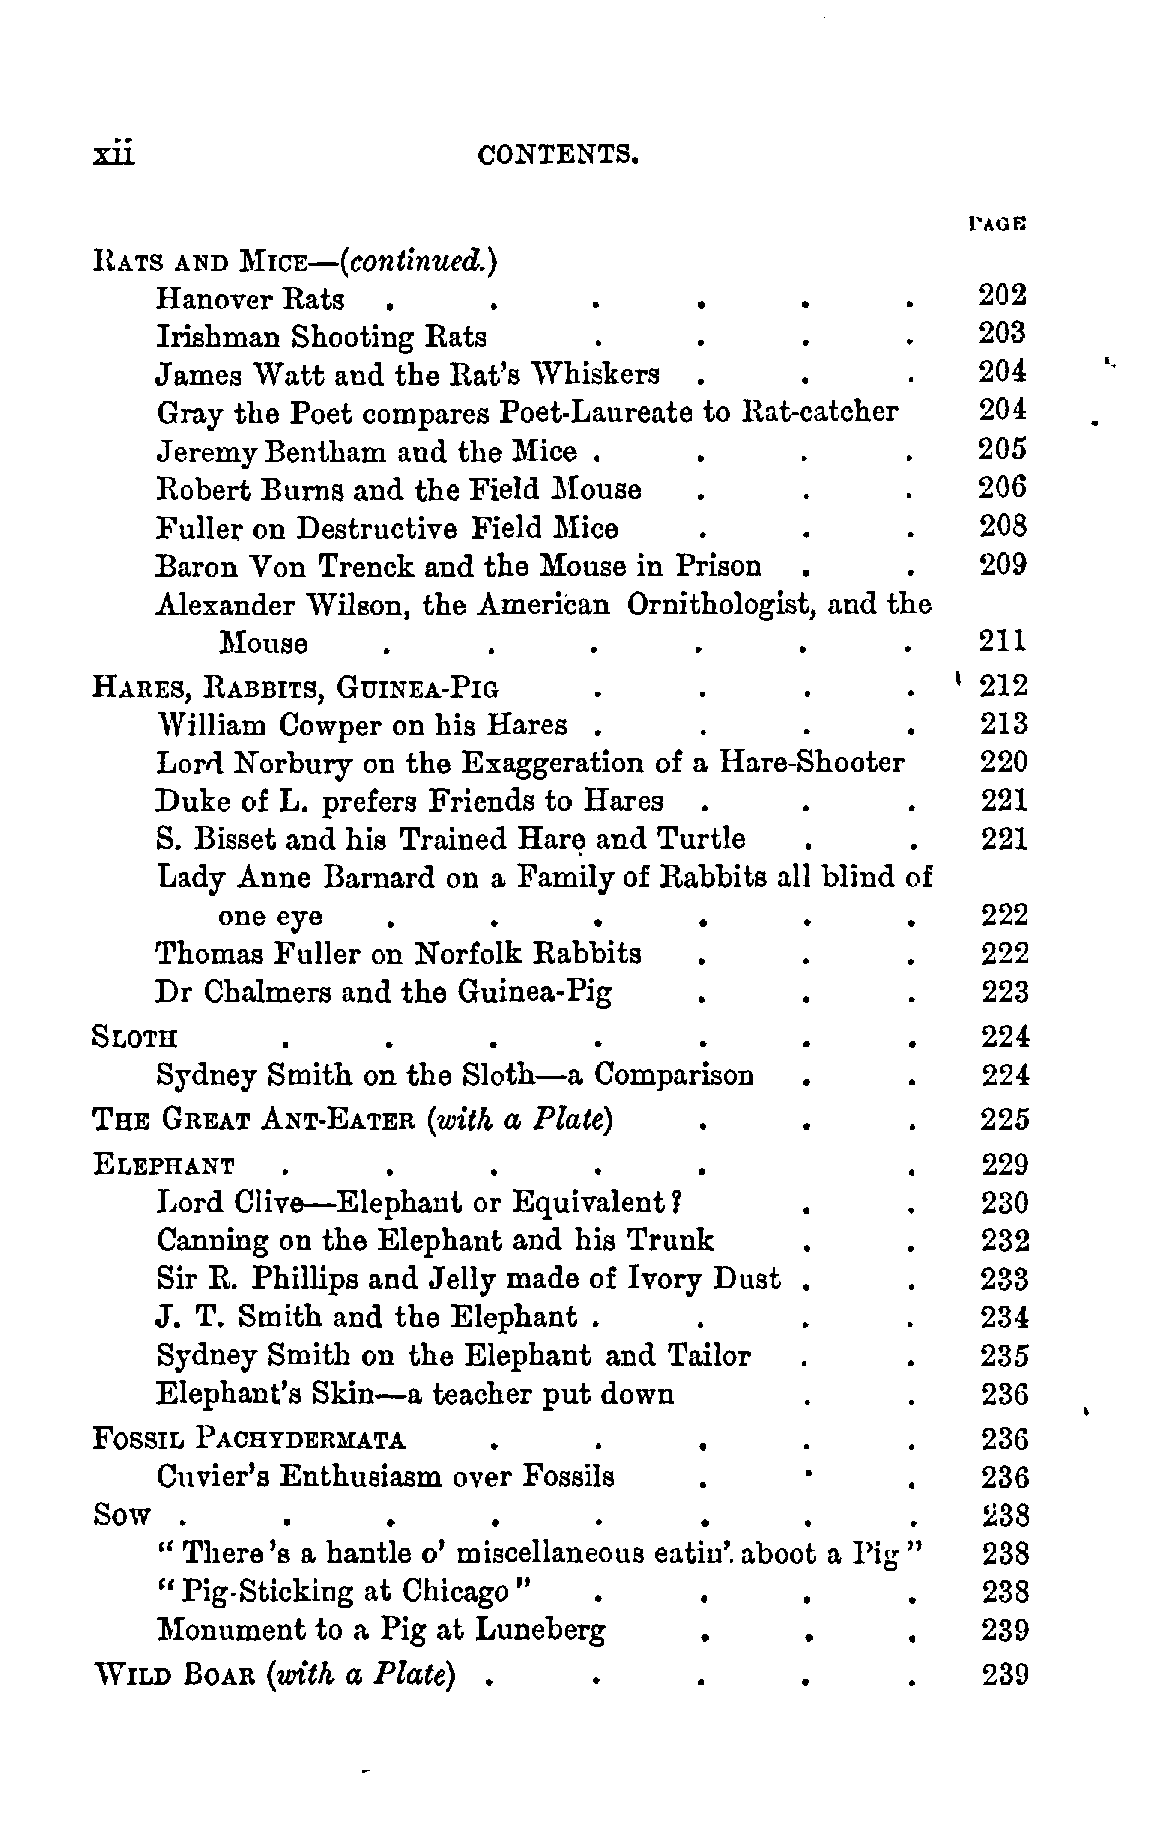 xii CONTENTS.
PAGE
RATS AND MICE—(continued.)
Hanover Rats . . . . . . 202
Irishman Shooting Rats . . . . 203
James Watt and the Rat's Whiskers . . . 204
Gray the Poet compares Poet-Laureate to Rat-catcher 204
Jeremy Bentham and the Mice . . . . 205
Robert Burns and the Field Mouse . . . 206
Fuller on Destructive Field Mice . . . 208
Baron Von Trenck and the Mouse in Prison . . 209
Alexander Wilson, the American Ornithologist, and the
Mouse . . . . . . 211
HARES, RABBITS, GUINEA-PIG . . . . 212
William Cowper on his Hares . . . . 213
Lord Norbury on the Exaggeration of a Hare-Shooter 220
Duke of L. prefers Friends to Hares . . . 221
S. Bisset and his Trained Hare and Turtle . . 221
Lady Anne Barnard on a Family of Rabbits all blind of
one eye . . . . . . 222
Thomas Fuller on Norfolk Rabbits . . . 222
Dr Chalmers and the Guinea-Pig . . . 223
SLOTH . . . . . . . 224
Sydney Smith on the Sloth—a Comparison . . 224
THE GREAT ANT-EATER (with a Plate) . . . 225
ELEPHANT . . . . . . 229
Lord Clive—Elephant or Equivalent? . . 230
Canning on the Elephant and his Trunk . . 232
Sir R. Phillips and Jelly made of Ivory Dust . . 233
J. T. Smith and the Elephant . . . . 234
Sydney Smith on the Elephant and Tailor . . 235
Elephant's Skin—a teacher put down . . 236
FOSSIL PACHYDERMATA . . . . . 236
Cuvier's Enthusiasm over Fossils . . . 236
SOW . . . . . . . . 238
"There's a hantle o' miscellaneous eatin' aboot a Pig" 238
"Pig-Sticking at Chicago" . . . . 238
Monument to a Pig at Luneberg . . . 239
WILD BOAR (with a Plate) . . . . . 239